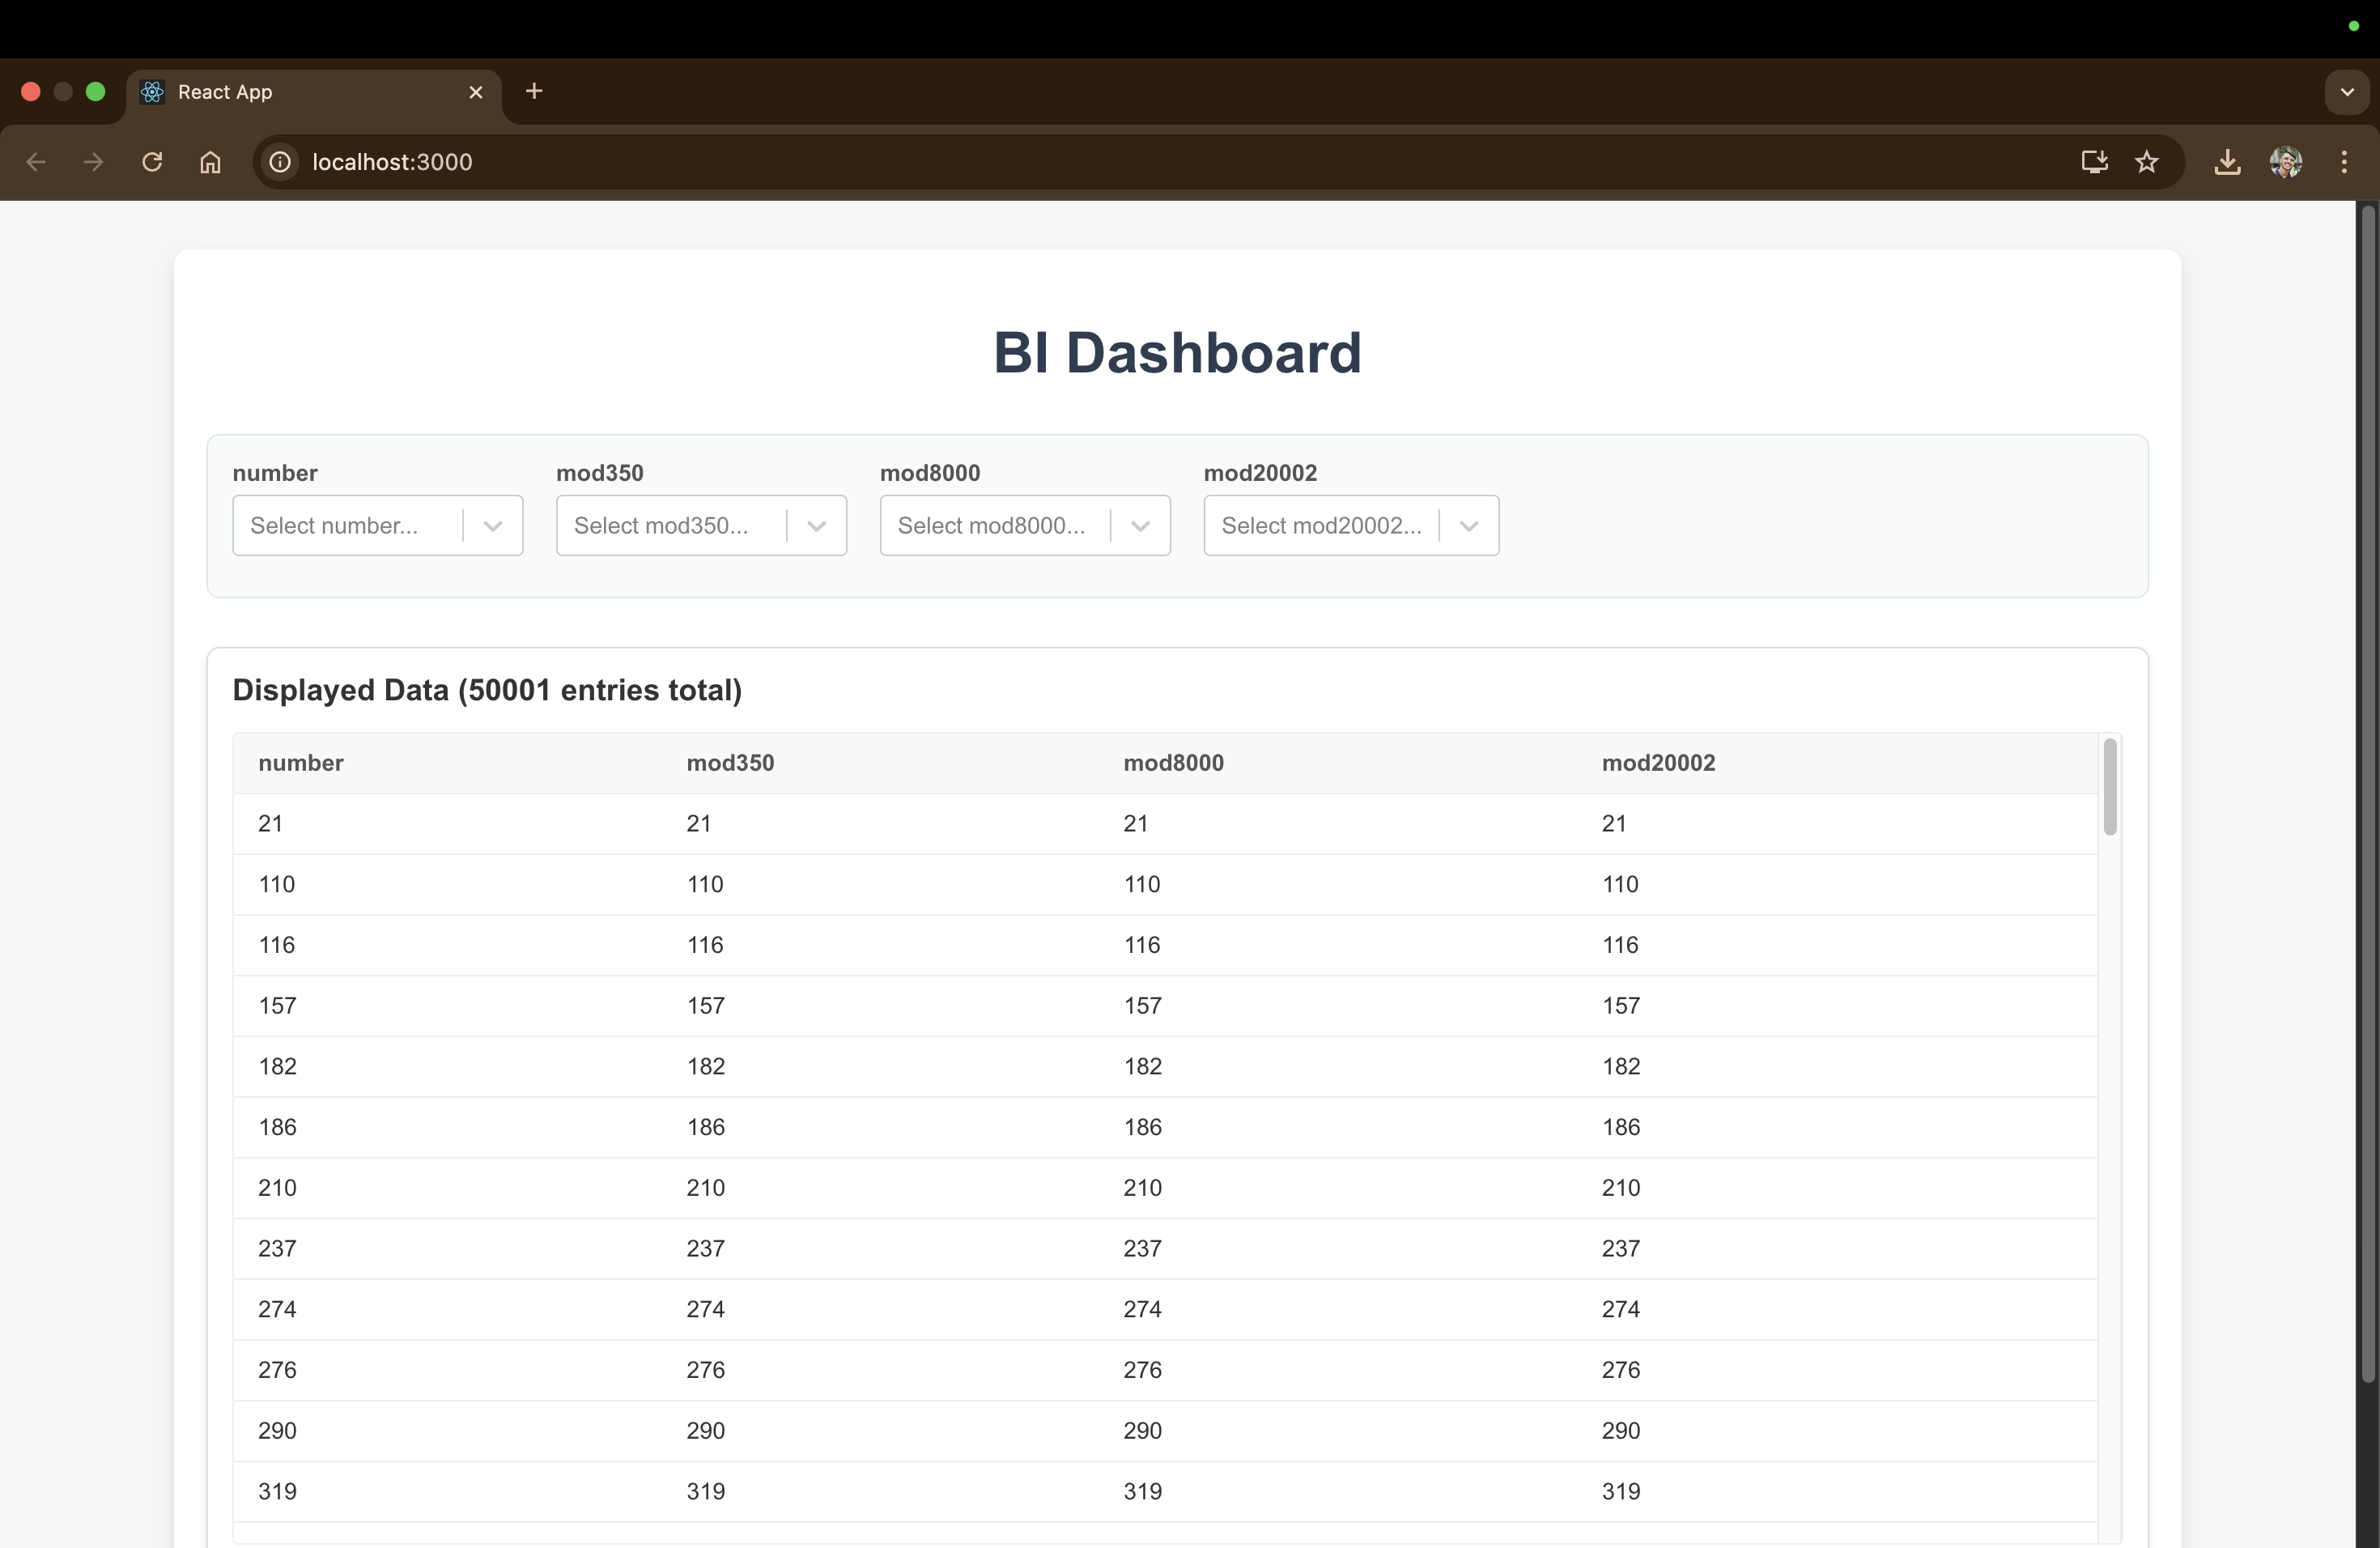 React App
localhost:3000
BI Dashboard
number mod350 mod8000 mod20002
Select number... Select mod350... Select mod8000... Select mod20002...
Displayed Data (50001 entries total)
number mod350 mod8000 mod20002
21 21 21 21
110 110 110 110
116 116 116 116
157 157 157 157
182 182 182 182
186 186 186 186
210 210 210 210
237 237 237 237
274 274 274 274
276 276 276 276
290 290 290 290
319 319 319 319